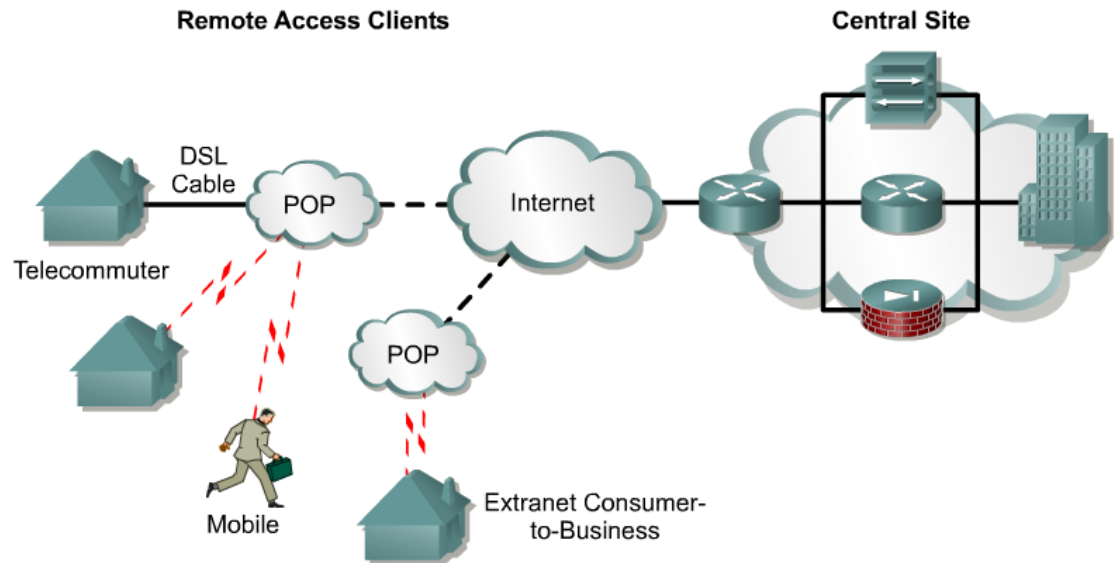 Remote Access Clients
Central Site
DSL
Cable
POP
Internet
Telecommuter
POP
Mobile
Extranet Consumer-
to-Business